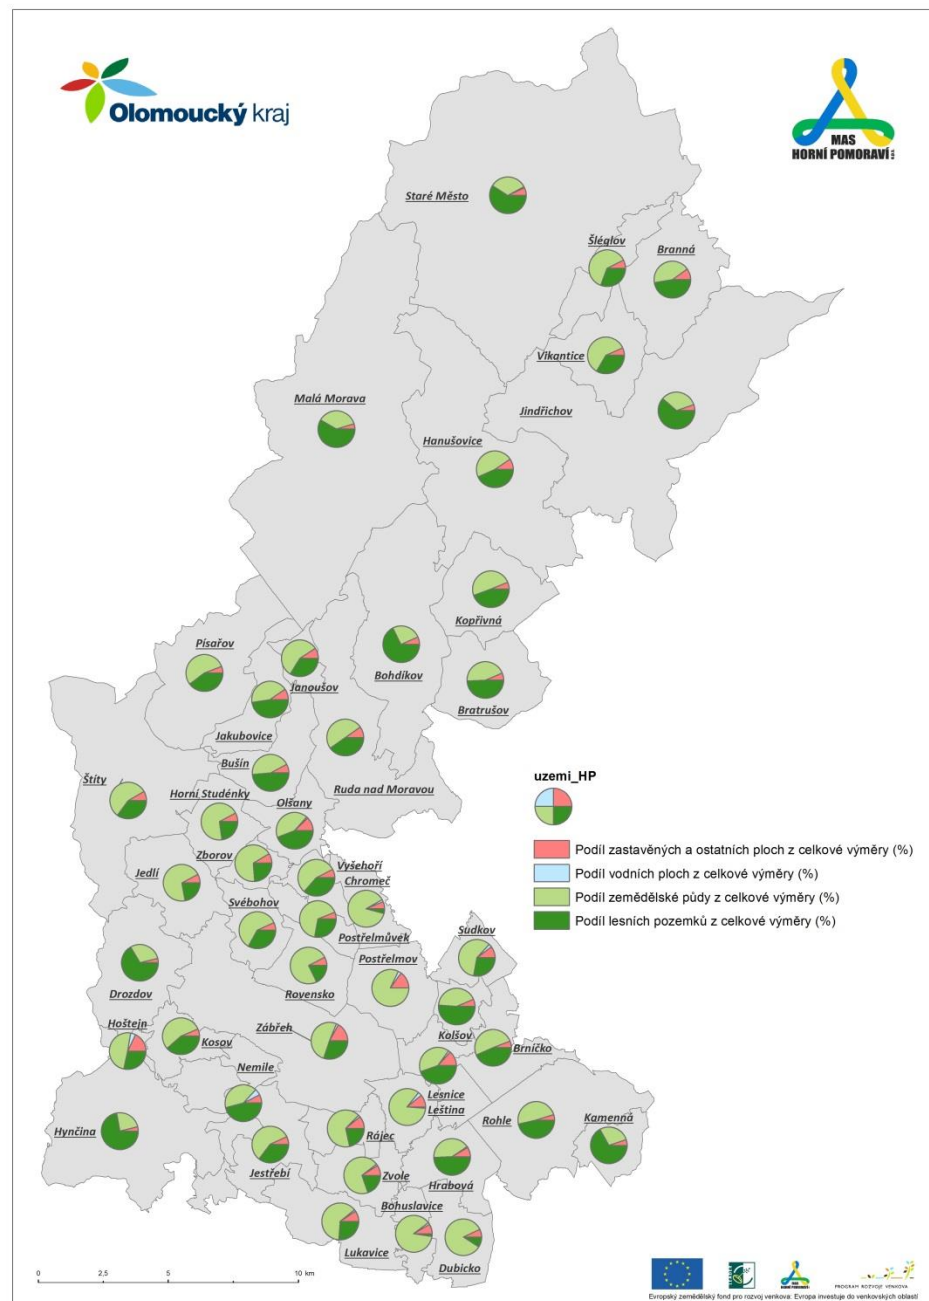 Olomoucký kraj
MAS
HORNÍ POMORAVÍ
Staré Město
Šléglov
Branná
Vikantice
Malá Morava
Jindřichov
Hanušovice
Kopřivná
Písařov
Bohdíkov
Janoušov
Bratrušov
Jakubovice
Bušín
Štíty
Horní Studénky
Ruda nad Moravou
Olšany
uzemi_HP
Podíl zastavěných a ostatních ploch z celkové výměry (%)
Podíl vodních ploch z celkové výměry (%)
Podíl zemědělské půdy z celkové výměry (%)
Podíl lesních pozemků z celkové výměry (%)
Zborov
Vyšehoří
Jedlí
Chromeč
Svébohov
Postřelmůvek
Sudkov
Postřelmov
Rovensko
Drozdov
Hoštejn
Zábřeh
Kolšov
Kosov
Brníčko
Nemile
Lesnice
Leština
Rohle
Kamenná
Hynčina
Rájec
Jestřebí
Zvole
Hrabová
Bohuslavice
Lukavice
Dubicko
0 2,5 5 10 km
PROGRAM ROZVOJE VENKOVA
Evropský zemědělský fond pro rozvoj venkova: Evropa investuje do venkovských oblastí